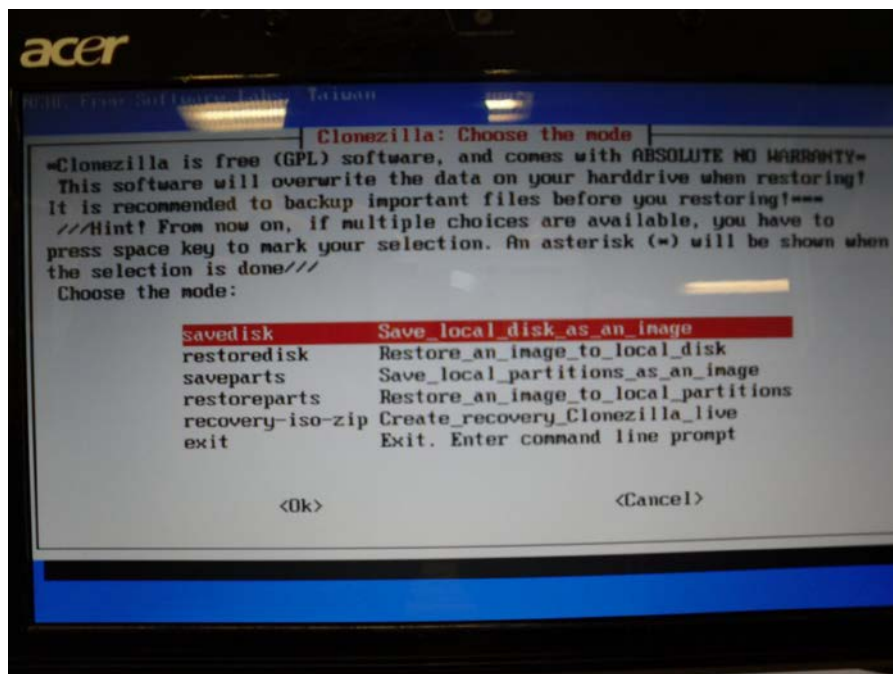 acer
Free Software Labs, Taiwan
Clonezilla: Choose the mode
*Clonezilla is free (GPL) software, and comes with ABSOLUTE NO WARRANTY*
This software will overwrite the data on your harddrive when restoring!
It is recommended to backup important files before you restoring!***
///Hint! From now on, if multiple choices are available, you have to
press space key to mark your selection. An asterisk (*) will be shown when
the selection is done///
Choose the mode:
savedisk Save_local_disk_as_an_image
restoredisk Restore_an_image_to_local_disk
saveparts Save_local_partitions_as_an_image
restoreparts Restore_an_image_to_local_partitions
recovery-iso-zip Create_recovery_Clonezilla_live
exit Exit. Enter command line prompt
<Ok> <Cancel>